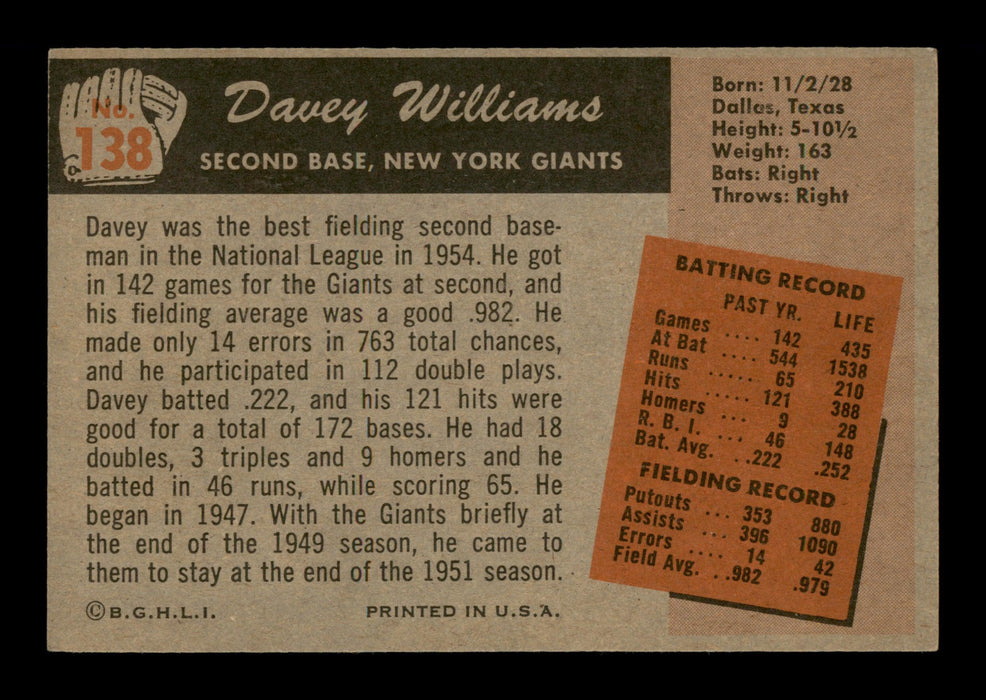 No.
138
Davey Williams
SECOND BASE, NEW YORK GIANTS
Born: 11/2/28
Dallas, Texas
Height: 5-10½
Weight: 163
Bats: Right
Throws: Right
Davey was the best fielding second base-
man in the National League in 1954. He got
in 142 games for the Giants at second, and
his fielding average was a good .982. He
made only 14 errors in 763 total chances,
and he participated in 112 double plays.
Davey batted .222, and his 121 hits were
good for a total of 172 bases. He had 18
doubles, 3 triples and 9 homers and he
batted in 46 runs, while scoring 65. He
began in 1947. With the Giants briefly at
the end of the 1949 season, he came to
them to stay at the end of the 1951 season.
©B.G.H.L.I. PRINTED IN U.S.A.
BATTING RECORD
PAST YR. LIFE
Games .... 142 435
At Bat .... 544 1538
Runs ..... 65 210
Hits ..... 121 388
Homers ... 9 28
R. B. I. ... 46 148
Bat. Avg. ..222 .252
FIELDING RECORD
Putouts ... 353 880
Assists ... 396 1090
Errors .... 14 42
Field Avg. ..982 .979